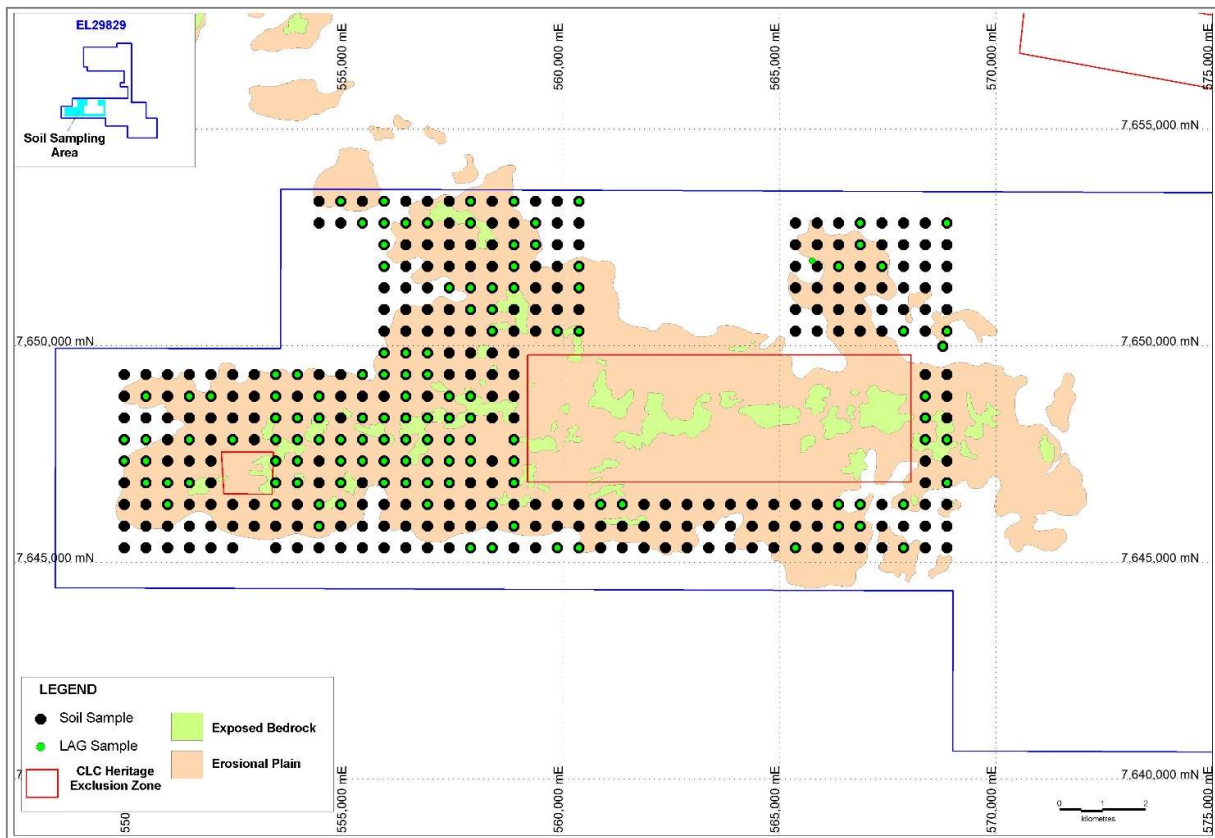 EL29829
Soil Sampling
Area
555,000 mE
560,000 mE
565,000 mE
570,000 mE
575,000 mE
7,655,000 mN
7,650,000 mN
7,650,000 mN
7,645,000 mN
7,645,000 mN
LEGEND
Soil Sample
LAG Sample
CLC Heritage
Exclusion Zone
Exposed Bedrock
Erosional Plain
7,640,000 mN
0 1 2
kilometres
550
555,000 mE
560,000 mE
565,000 mE
570,000 mE
575,000 mE